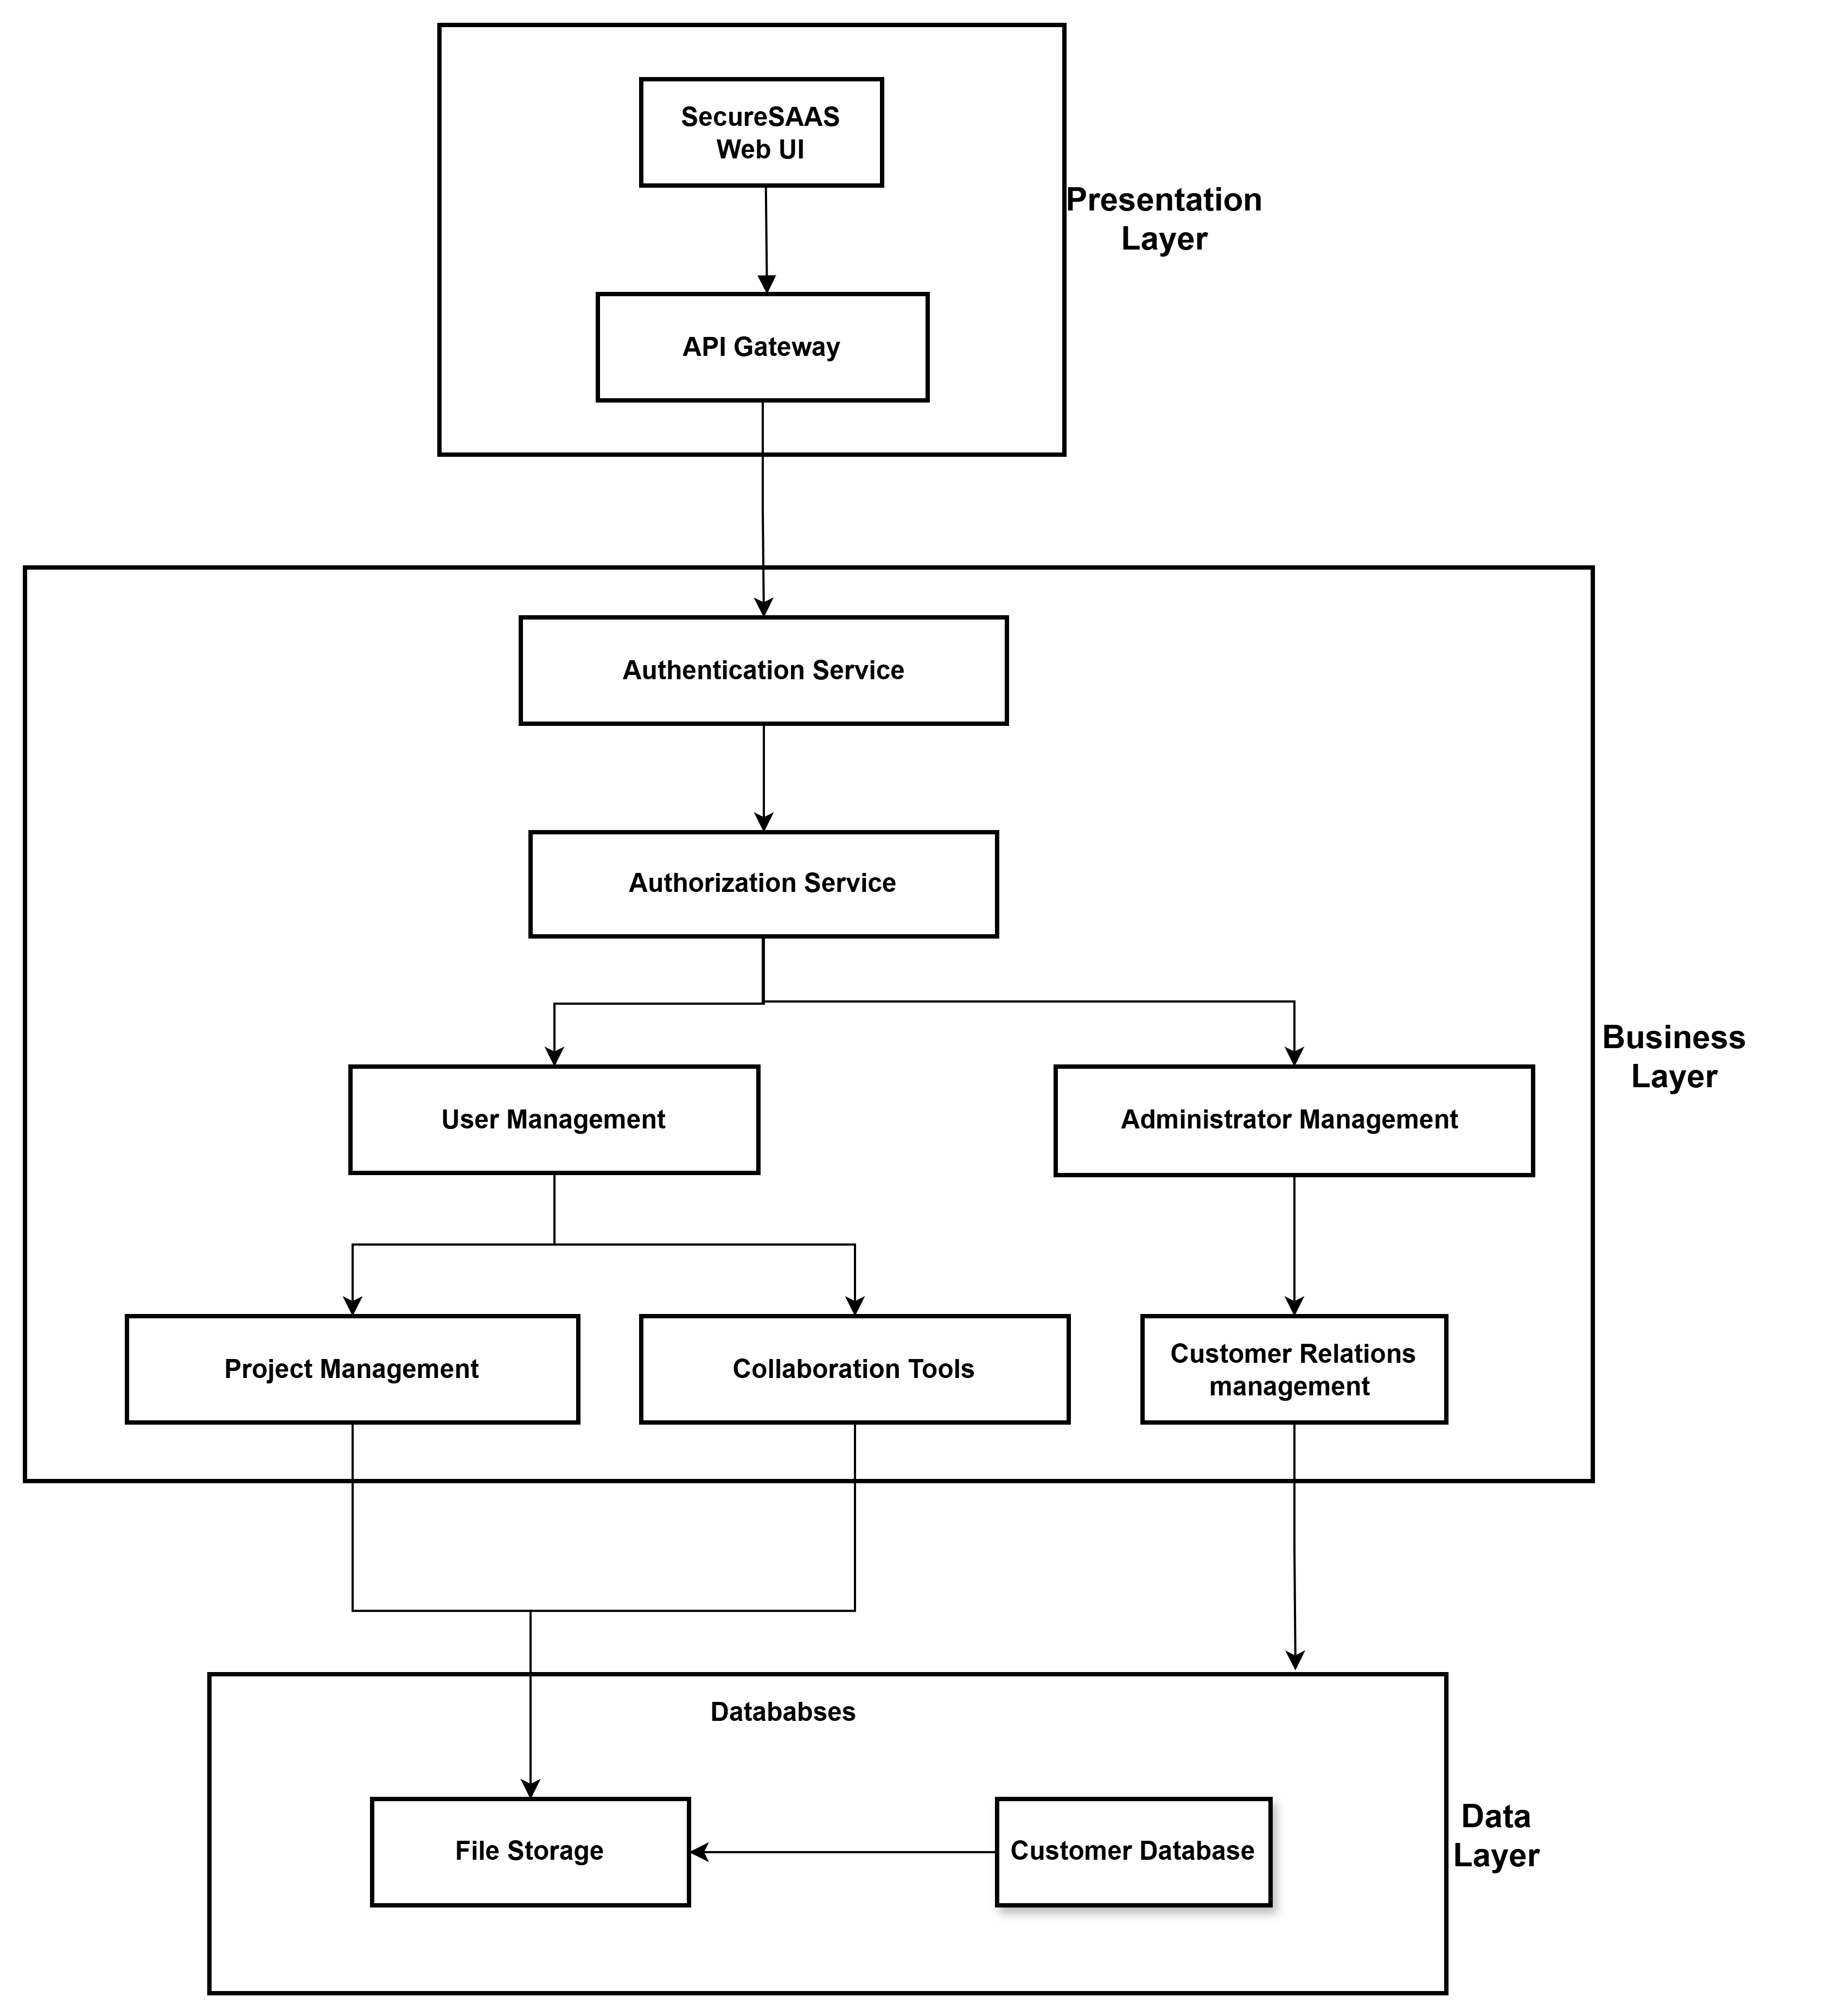 SecureSAAS
Web UI
Presentation
Layer
API Gateway
Authentication Service
Authorization Service
Business
Layer
User Management
Administrator Management
Project Management
Collaboration Tools
Customer Relations
management
Datababses
File Storage
Customer Database
Data
Layer